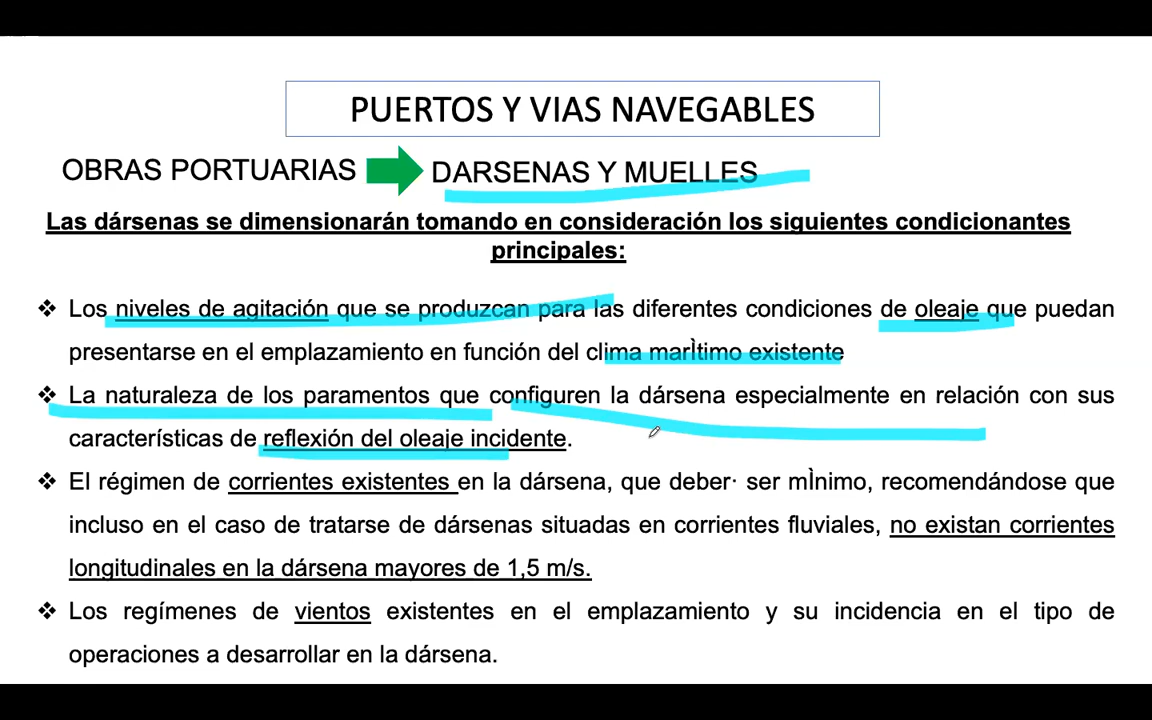 PUERTOS Y VIAS NAVEGABLES
OBRAS PORTUARIAS DARSENAS Y MUELLES
Las dársenas se dimensionarán tomando en consideración los siguientes condicionantes
principales:
❖ Los niveles de agitación que se produzcan para las diferentes condiciones de oleaje que puedan
presentarse en el emplazamiento en función del clima marÌtimo existente
❖ La naturaleza de los paramentos que configuren la dársena especialmente en relación con sus
características de reflexión del oleaje incidente.
❖ El régimen de corrientes existentes en la dársena, que deber· ser mÌnimo, recomendándose que
incluso en el caso de tratarse de dársenas situadas en corrientes fluviales, no existan corrientes
longitudinales en la dársena mayores de 1,5 m/s.
❖ Los regímenes de vientos existentes en el emplazamiento y su incidencia en el tipo de
operaciones a desarrollar en la dársena.